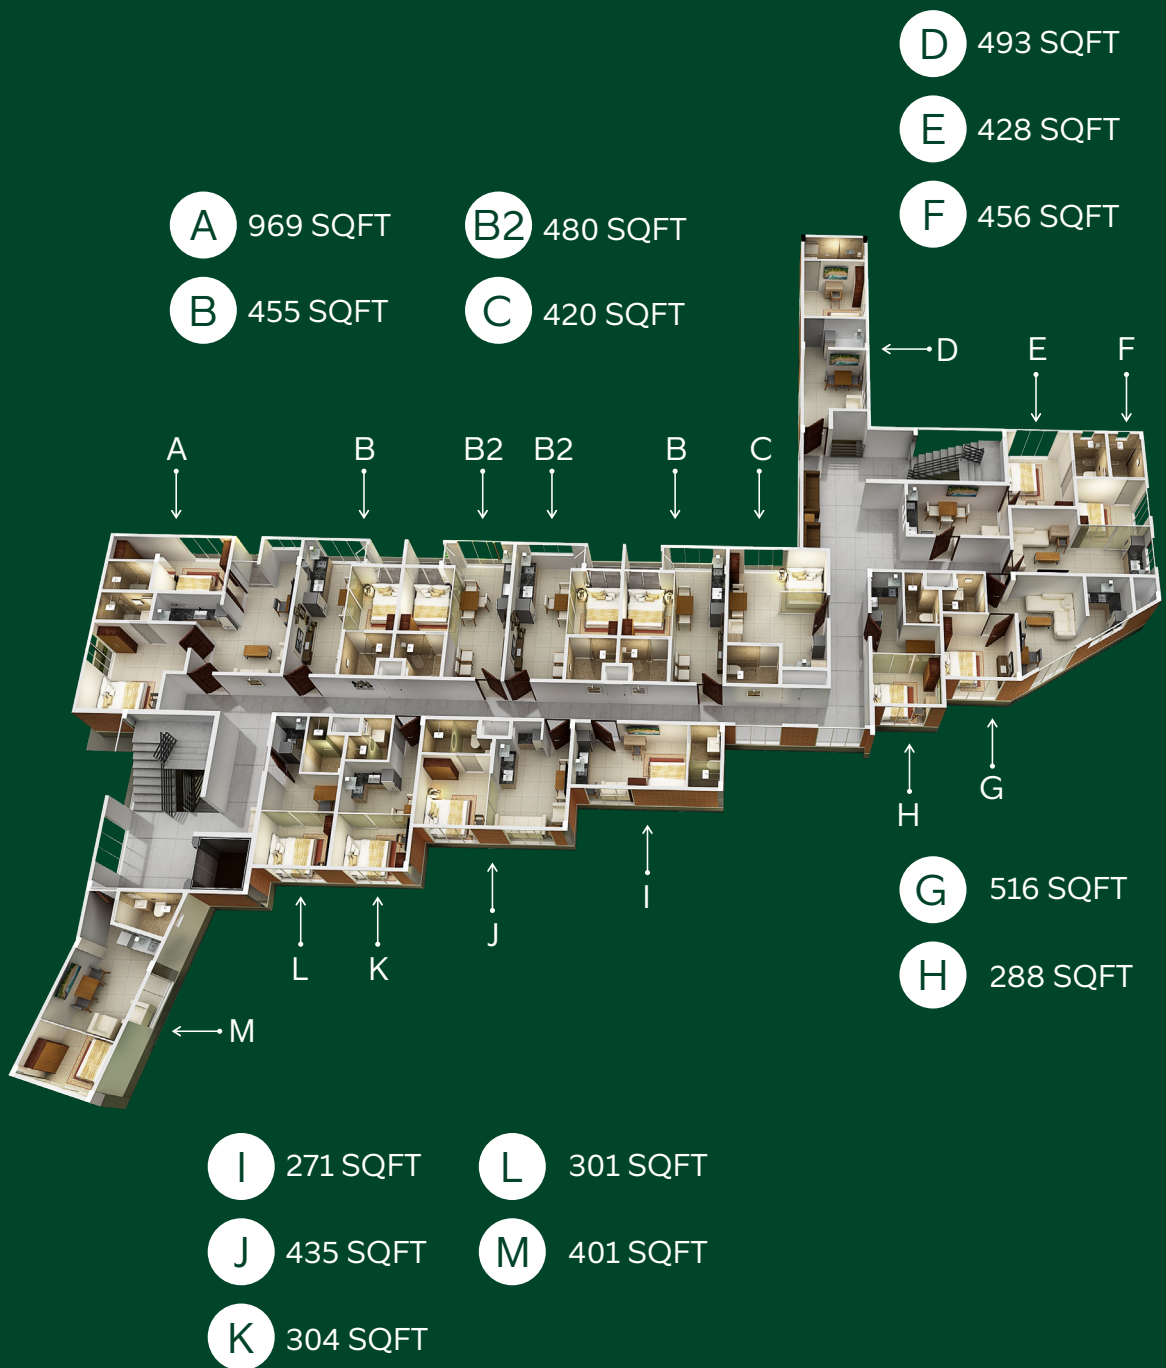 D 493 SQFT
E 428 SQFT
F 456 SQFT
A 969 SQFT
B2 480 SQFT
B 455 SQFT
C 420 SQFT
D
E
F
A
B
B2
B2
B
C
G
H
I
J
L
K
M
G 516 SQFT
H 288 SQFT
I 271 SQFT
L 301 SQFT
J 435 SQFT
M 401 SQFT
K 304 SQFT